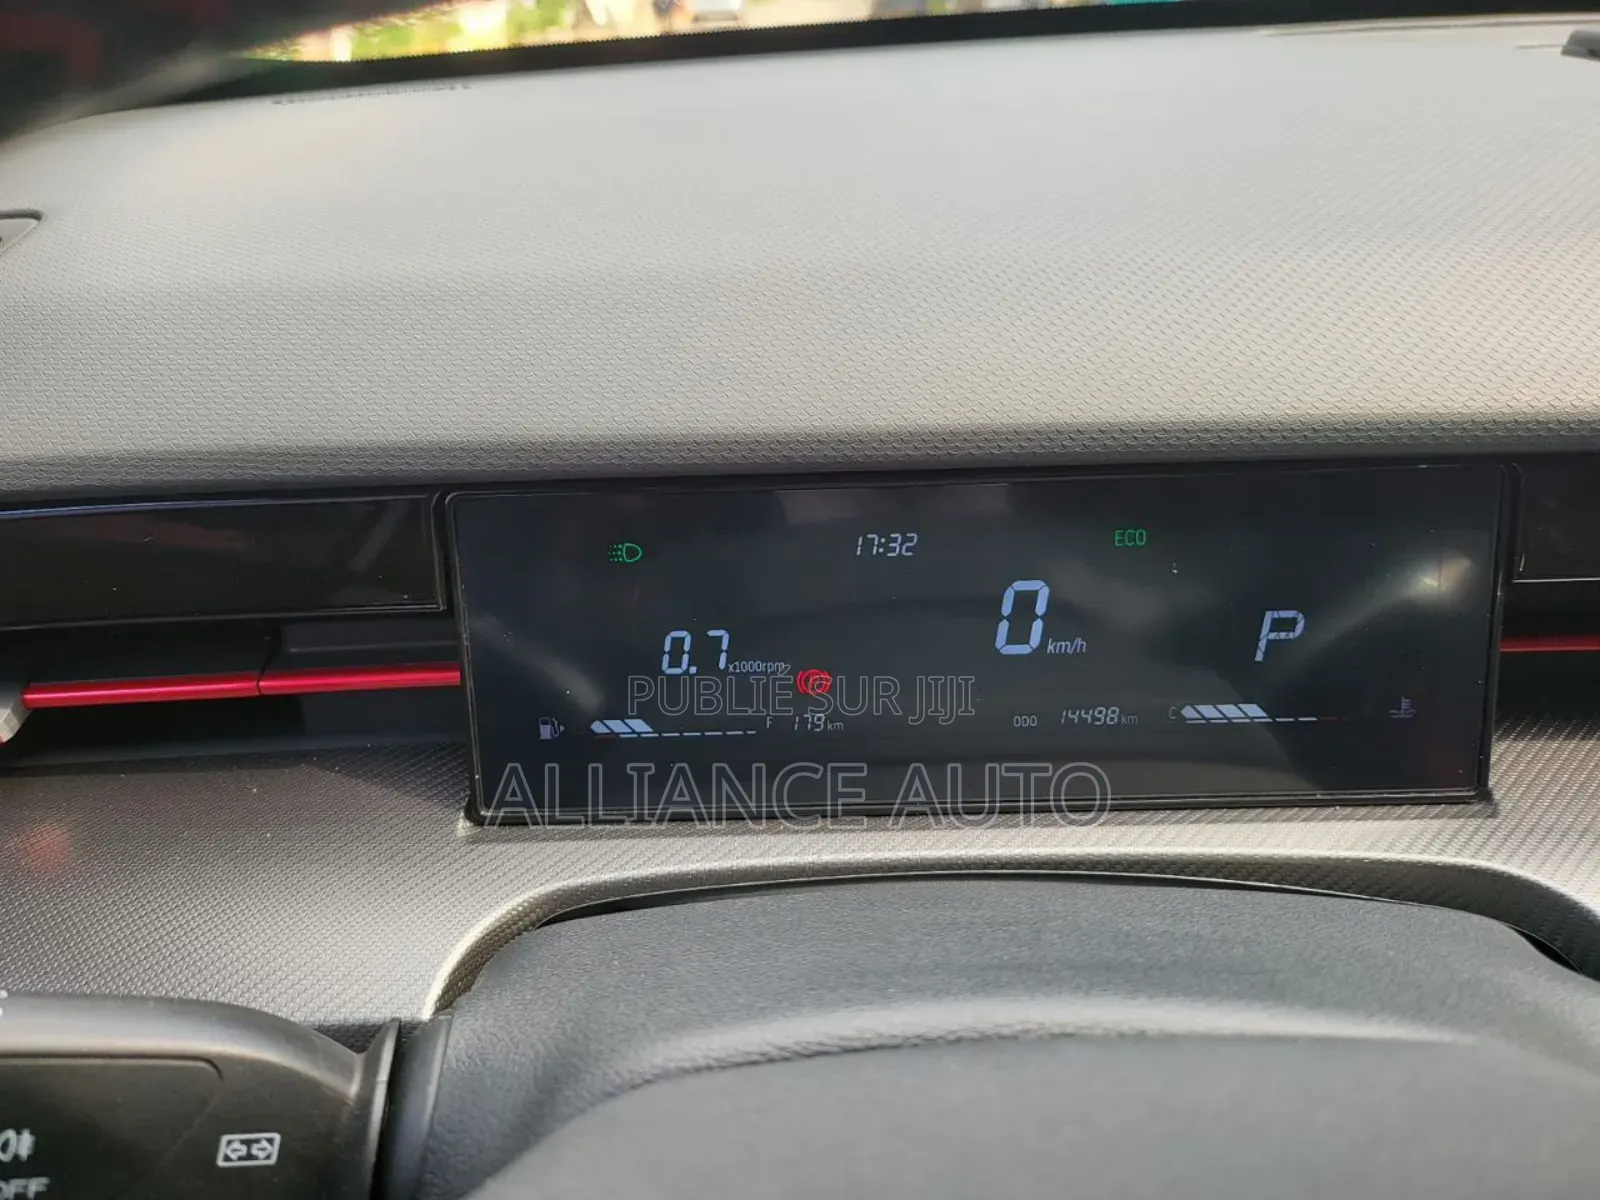 17:32
ECO
0.7 x1000rpm
0 km/h
P
PUBLIÉ SUR JIJI
F 179 km
ODO 14498 km
C
ALLIANCE AUTO
OFF